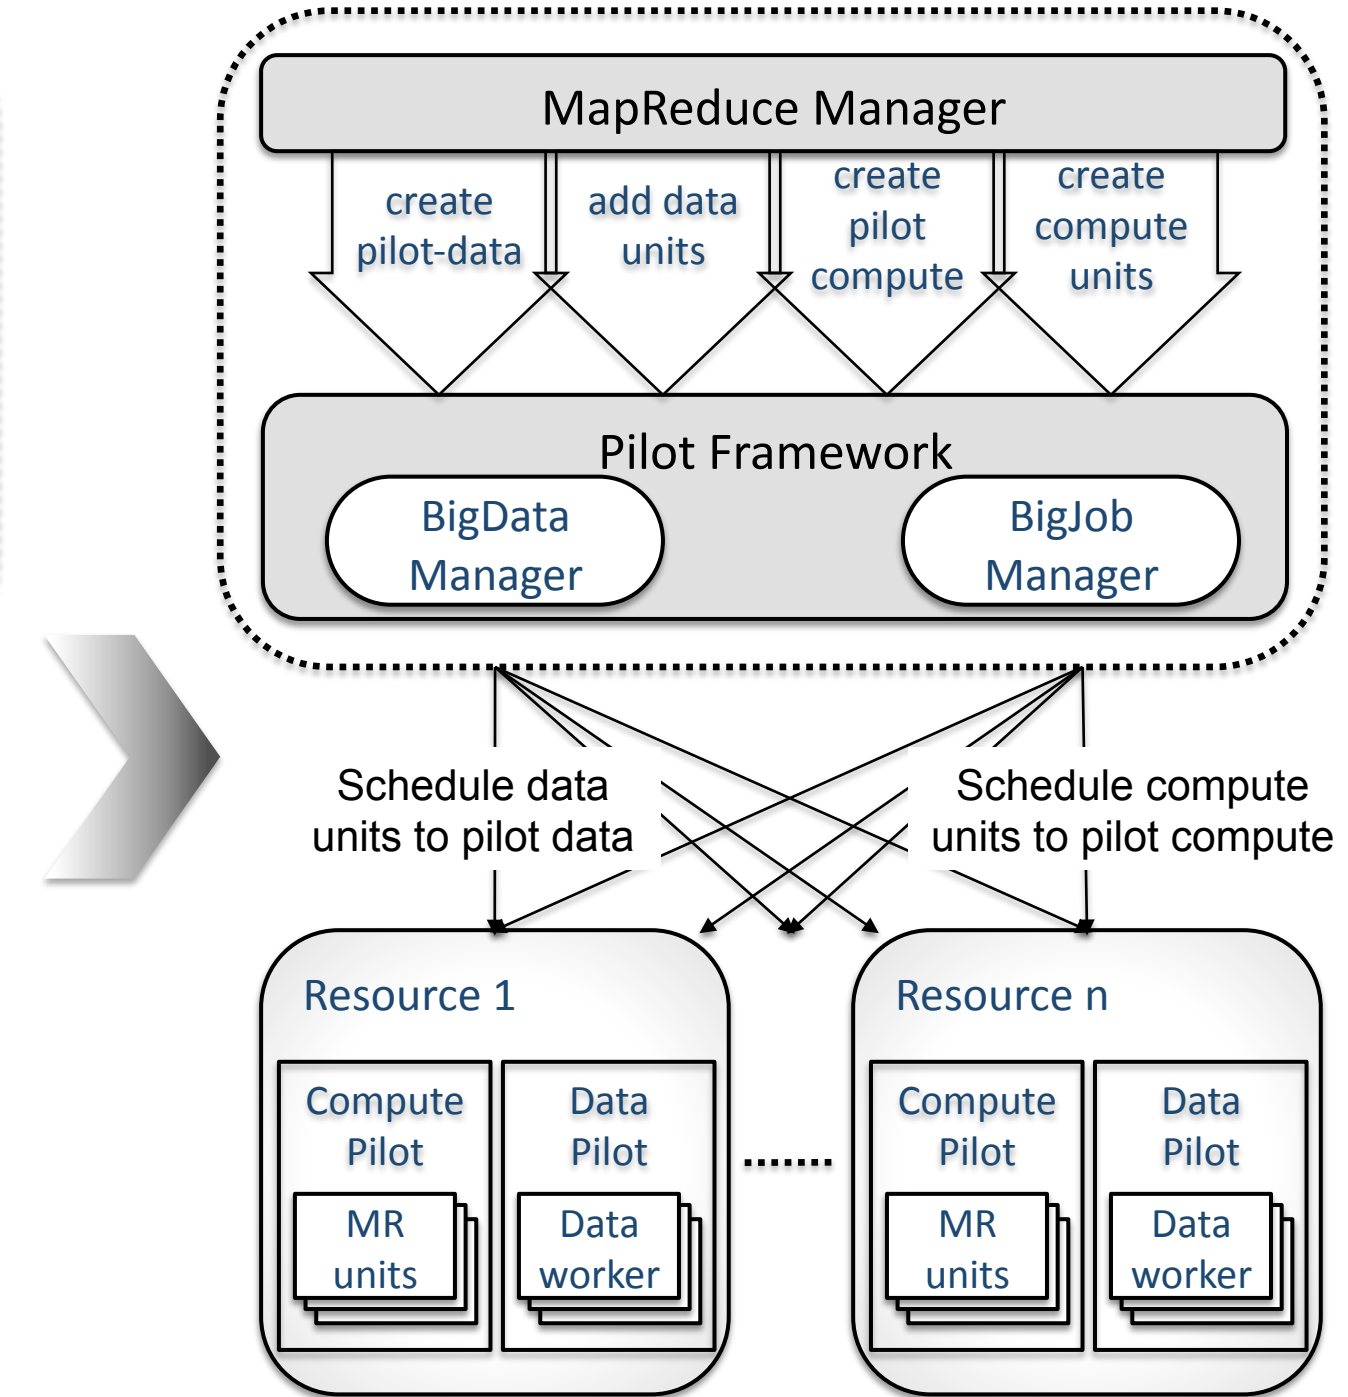 MapReduce Manager
create
pilot-data
add data
units
create
pilot
compute
create
compute
units
Pilot Framework
BigData
Manager
BigJob
Manager
Schedule data
units to pilot data
Schedule compute
units to pilot compute
Resource 1
Compute
Pilot
MR
units
Data
Pilot
Data
worker
Resource n
Compute
Pilot
MR
units
Data
Pilot
Data
worker